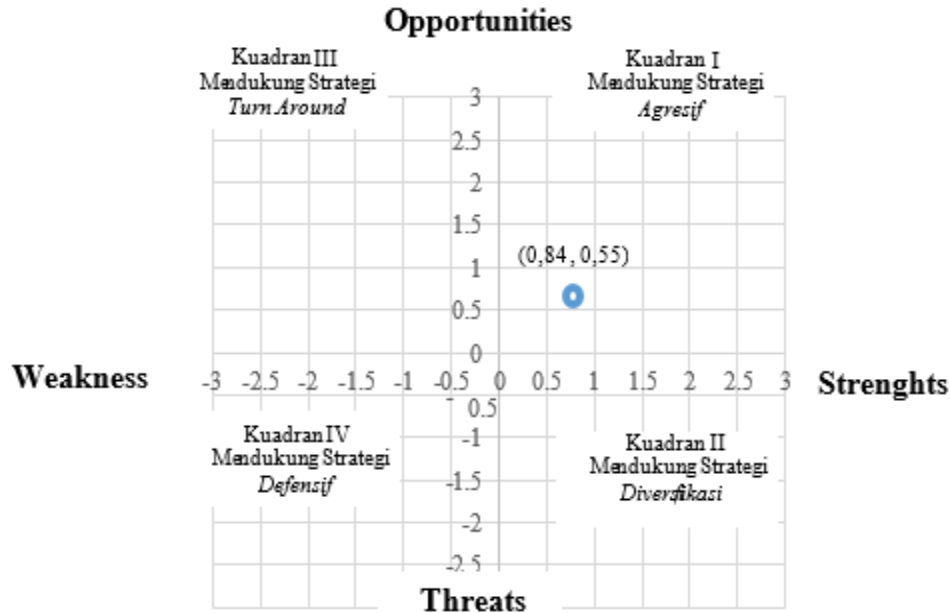 Opportunities
Kuadran III
Mendukung Strategi
Turn Around
Kuadran I
Mendukung Strategi
Agresif
3
2.5
2
1.5
(0,84, 0,55)
1
0.5
0
Weakness
-3 -2.5 -2 -1.5 -1 -0.5 0 0.5 1 1.5 2 2.5 3
Strenghts
-
0.5
Kuadran IV
Mendukung Strategi
Defensif
-1
Kuadran II
Mendukung Strategi
Diversfikasi
-1.5
-2
-2.5
Threats